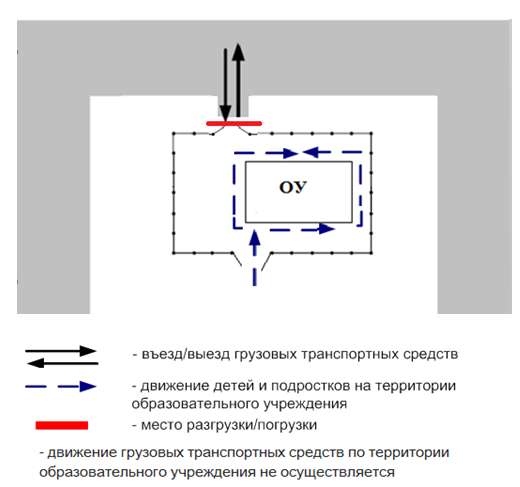 ОУ
- въезд/выезд грузовых транспортных средств
- движение детей и подростков на территории
образовательного учреждения
- место разгрузки/погрузки
- движение грузовых транспортных средств по территории
образовательного учреждения не осуществляется